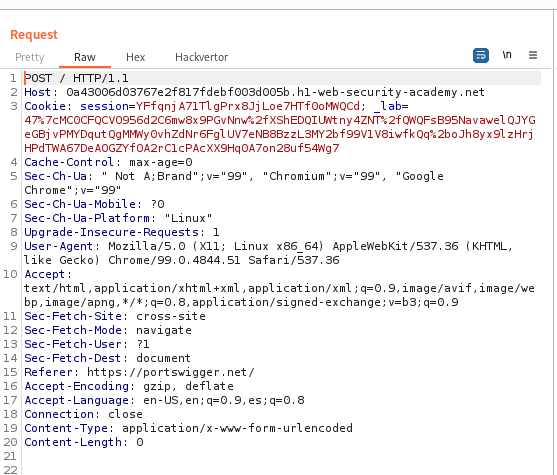 Request
Pretty Raw Hex Hackvertor \n
1 POST / HTTP/1.1
2 Host: 0a43006d03767e2f817fdebf003d005b.h1-web-security-academy.net
3 Cookie: session=YFfqnjA71TlgPrx8JjLoe7HTf0oMWQCd; _lab=
47%7cMC0CFQCVO956d2C6mw8x9PGvNnw%2fXShEDQIUWtny4ZNT%2fQWQFsB95NavawelQJYG
eGBjvPMYDqutQgMMWy0vhZdNr6FglUV7eNB8BzzL3MY2bf99V1V8iwfkQq%2boJh8yx9lzHrj
HPdTWA67DeAOGZYf0A2rC1cPAcXX9Hq0A7on28uf54Wg7
4 Cache-Control: max-age=0
5 Sec-Ch-Ua: " Not A;Brand";v="99", "Chromium";v="99", "Google
Chrome";v="99"
6 Sec-Ch-Ua-Mobile: ?0
7 Sec-Ch-Ua-Platform: "Linux"
8 Upgrade-Insecure-Requests: 1
9 User-Agent: Mozilla/5.0 (X11; Linux x86_64) AppleWebKit/537.36 (KHTML,
like Gecko) Chrome/99.0.4844.51 Safari/537.36
10 Accept:
text/html,application/xhtml+xml,application/xml;q=0.9,image/avif,image/we
bp,image/apng,*/*;q=0.8,application/signed-exchange;v=b3;q=0.9
11 Sec-Fetch-Site: cross-site
12 Sec-Fetch-Mode: navigate
13 Sec-Fetch-User: ?1
14 Sec-Fetch-Dest: document
15 Referer: https://portswigger.net/
16 Accept-Encoding: gzip, deflate
17 Accept-Language: en-US,en;q=0.9,es;q=0.8
18 Connection: close
19 Content-Type: application/x-www-form-urlencoded
20 Content-Length: 0
21
22